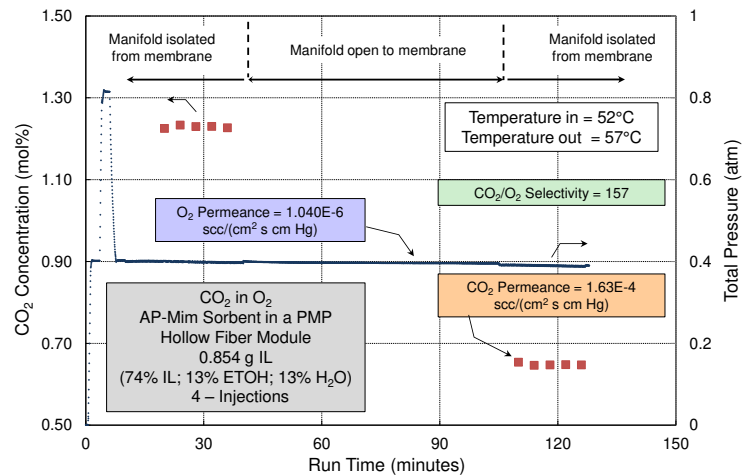 Manifold isolated
from membrane
Manifold open to membrane
Manifold isolated
from membrane
Temperature in = 52°C
Temperature out = 57°C
CO₂/O₂ Selectivity = 157
O₂ Permeance = 1.040E-6
scc/(cm² s cm Hg)
CO₂ Permeance = 1.63E-4
scc/(cm² s cm Hg)
CO₂ in O₂
AP-Mim Sorbent in a PMP
Hollow Fiber Module
0.854 g IL
(74% IL; 13% ETOH; 13% H₂O)
4 – Injections
CO₂ Concentration (mol%)
1.50
1.30
1.10
0.90
0.70
0.50
Total Pressure (atm)
1
0.8
0.6
0.4
0.2
0
0
30
60
90
120
150
Run Time (minutes)